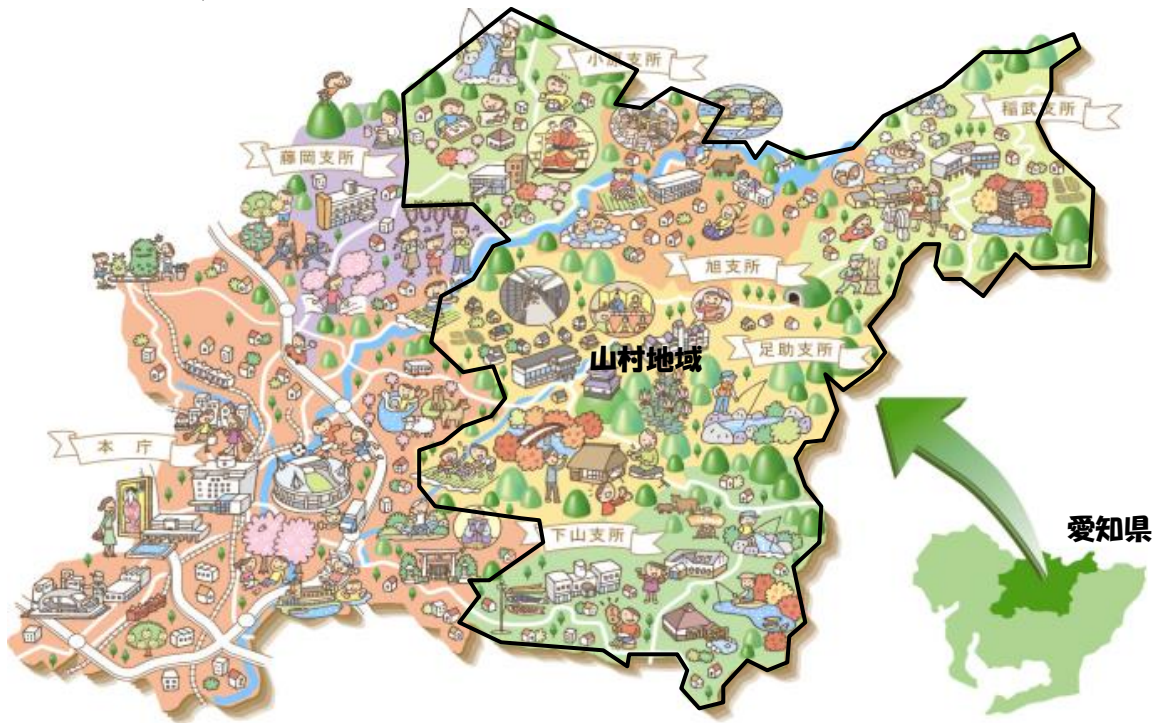 小原支所
稲武支所
藤岡支所
旭支所
山村地域
足助支所
本庁
下山支所
愛知県